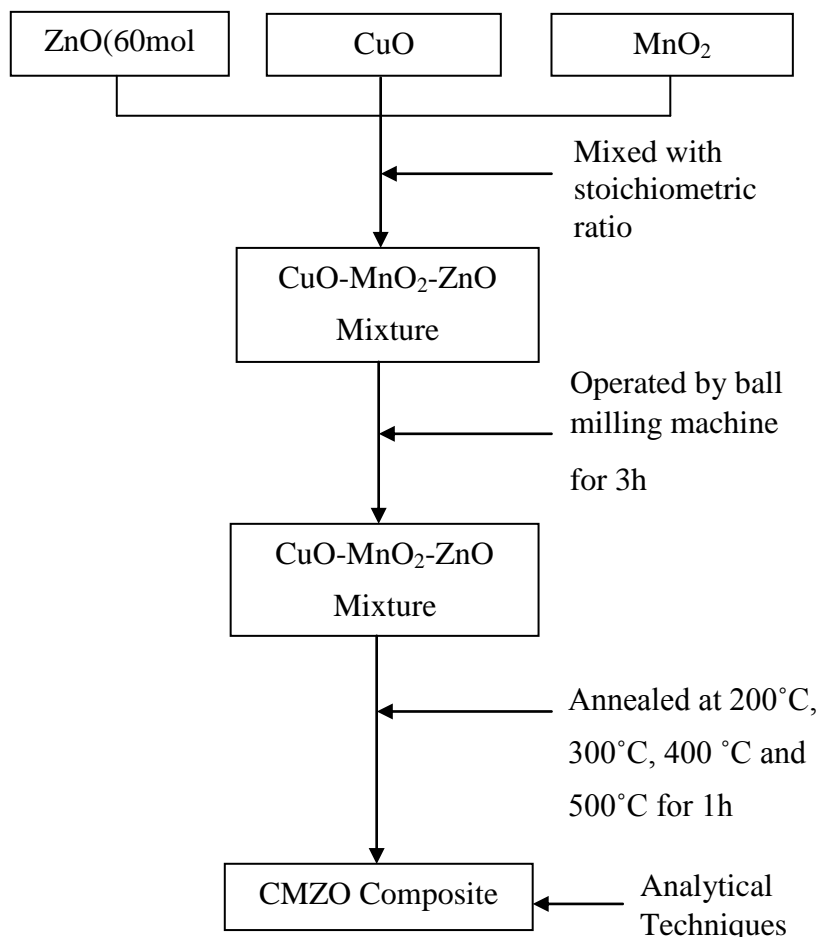 ZnO(60mol
CuO
MnO₂
Mixed with
stoichiometric
ratio
CuO-MnO₂-ZnO
Mixture
Operated by ball
milling machine
for 3h
CuO-MnO₂-ZnO
Mixture
Annealed at 200˚C,
300˚C, 400 ˚C and
500˚C for 1h
CMZO Composite
Analytical
Techniques